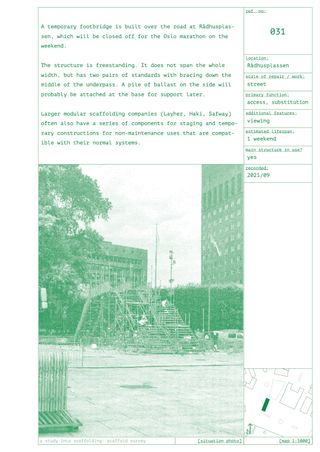 A temporary footbridge is built over the road at Rådhusplas-
sen, which will be closed off for the Oslo marathon on the
weekend.
The structure is freestanding. It does not span the whole
width, but has two pairs of standards with bracing down the
middle of the underpass. A pile of ballast on the side will
probably be attached at the base for support later.
Larger modular scaffolding companies (Layher, Haki, Safway)
often also have a series of components for staging and tempo-
rary constructions for non-maintenance uses that are compat-
ible with their normal systems.
ref. no:
031
location:
Rådhusplassen
scale of repair / work:
street
primary function:
access, substitution
additional features:
viewing
estimated lifespan:
1 weekend
main structure in use?
yes
recorded:
2021/09
a study into scaffolding: scaffold survey
[situation photo]
[map 1:5000]